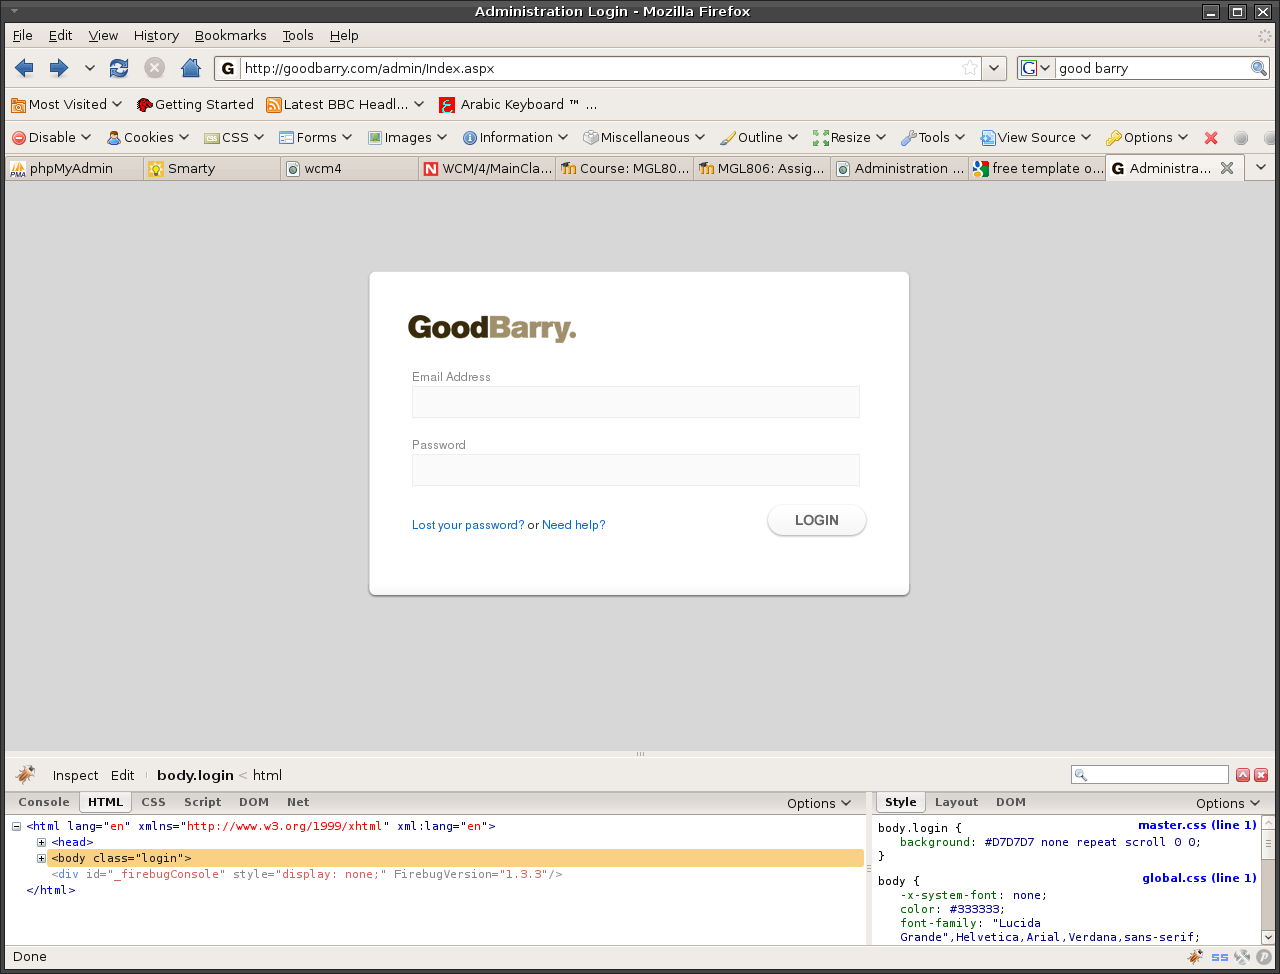 Administration Login - Mozilla Firefox
File Edit View History Bookmarks Tools Help
G http://goodbarry.com/admin/Index.aspx G good barry
Most Visited Getting Started Latest BBC Headl... Arabic Keyboard ™ ...
Disable Cookies CSS Forms Images Information Miscellaneous Outline Resize Tools View Source Options
PMA phpMyAdmin Smarty wcm4 N WCM/4/MainCla... Course: MGL80... MGL806: Assig... Administration ... free template o... G Administra...
GoodBarry.
Email Address
Password
Lost your password? or Need help?
LOGIN
Inspect Edit body.login < html
Console HTML CSS Script DOM Net Options
<html lang="en" xmlns="http://www.w3.org/1999/xhtml" xml:lang="en">
<head>
<body class="login">
<div id="_firebugConsole" style="display: none;" FirebugVersion="1.3.3"/>
</html>
Style Layout DOM Options
body.login { master.css (line 1)
background: #D7D7D7 none repeat scroll 0 0;
}
body { global.css (line 1)
-x-system-font: none;
color: #333333;
font-family: "Lucida
Grande",Helvetica,Arial,Verdana,sans-serif;
Done